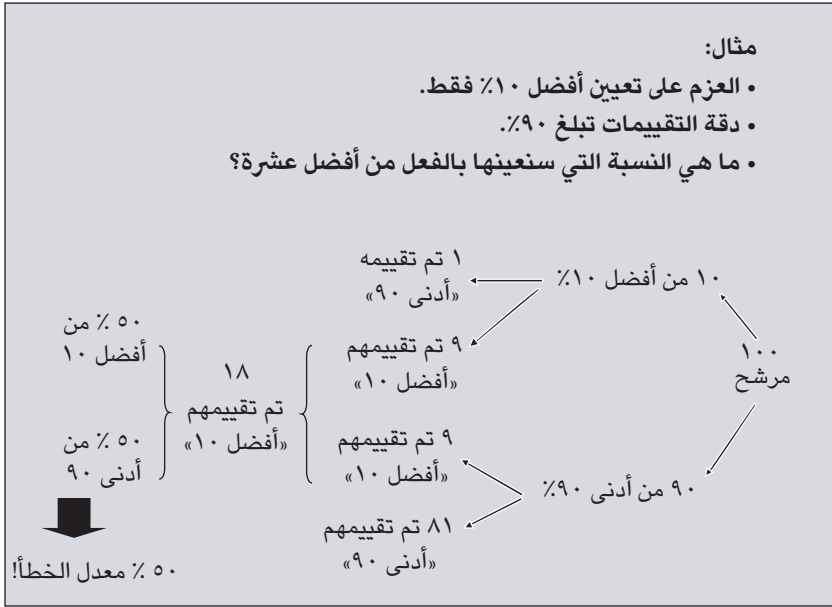 مثال:
• العزم على تعيين أفضل ١٠٪ فقط.
• دقة التقييمات تبلغ ٩٠٪.
• ما هي النسبة التي سنعينها بالفعل من أفضل عشرة؟
١٠٠
مرشح
١٠ من أفضل ١٠٪
٩٠ من أدنى ٩٠٪
١ تم تقييمه
«أدنى ٩٠»
٩ تم تقييمهم
«أفضل ١٠»
٩ تم تقييمهم
«أفضل ١٠»
٨١ تم تقييمهم
«أدنى ٩٠»
١٨
تم تقييمهم
«أفضل ١٠»
٥٠ ٪ من
أفضل ١٠
٥٠ ٪ من
أدنى ٩٠
٥٠ ٪ معدل الخطأ!